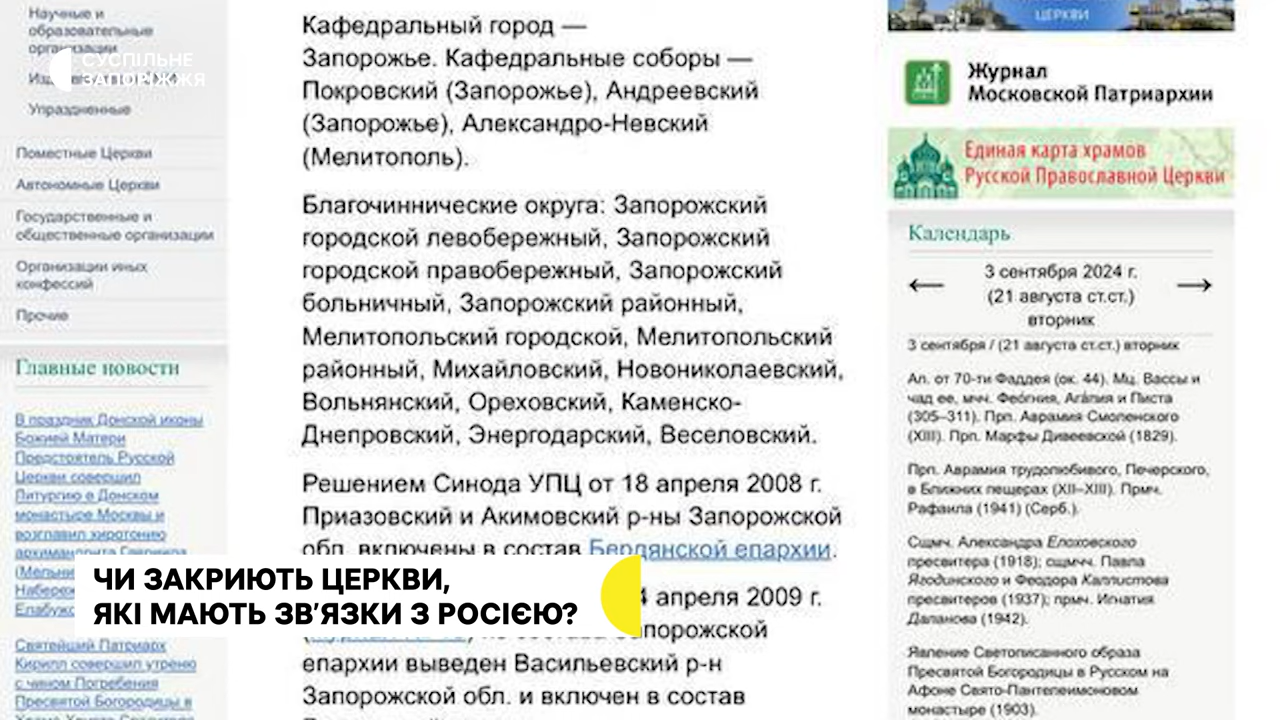 Научные и
образовательные
организации
Упраздненные
Поместные Церкви
Автономные Церкви
Государственные и
общественные организации
Организации иных
конфессий
Прочие
СУСПІЛЬНЕ
ЗАПОРІЖЖЯ
Главные новости
В праздник Донской иконы
Божией Матери
Предстоятель Русской
Церкви совершил
Литургию в Донском
монастыре Москвы и
возглавил хиротонию
архимандрита Гавриила
Святейший Патриарх
Кирилл совершил утреню
с чином Погребения
Пресвятой Богородицы в
Кафедральный город —
Запорожье. Кафедральные соборы —
Покровский (Запорожье), Андреевский
(Запорожье), Александро-Невский
(Мелитополь).
Благочиннические округа: Запорожский
городской левобережный, Запорожский
городской правобережный, Запорожский
больничный, Запорожский районный,
Мелитопольский городской, Мелитопольский
районный, Михайловский, Новониколаевский,
Вольнянский, Ореховский, Каменско-
Днепровский, Энергодарский, Веселовский.
Решением Синода УПЦ от 18 апреля 2008 г.
Приазовский и Акимовский р-ны Запорожской
обл. включены в состав Бердянской епархии.
4 апреля 2009 г.
епархии выведен Васильевский р-н
Запорожской обл. и включен в состав
ЧИ ЗАКРИЮТЬ ЦЕРКВИ,
ЯКІ МАЮТЬ ЗВ’ЯЗКИ З РОСІЄЮ?
ЦЕРКВИ
Журнал
Московской Патриархии
Единая карта храмов
Русской Православной Церкви
Календарь
← 3 сентября 2024 г. →
(21 августа ст.ст.)
вторник
3 сентября / (21 августа ст.ст.) вторник
Ап. от 70-ти Фаддея (ок. 44). Мц. Вассы и
чад ее, мчч. Феогния, Агапия и Писта
(305–311). Прп. Аврамия Смоленского
(XIII). Прп. Марфы Дивеевской (1829).
Прп. Аврамия трудолюбивого, Печерского,
в Ближних пещерах (XII–XIII). Прмч.
Рафаила (1941) (Серб.).
Сщмч. Александра Елоховского
пресвитера (1918); сщмчч. Павла
Ягодинского и Феодора Каллистова
пресвитеров (1937); прмч. Игнатия
Даланова (1942).
Явление Светописанного образа
Пресвятой Богородицы в Русском на
Афоне Свято-Пантелеимоновом
монастыре (1903).